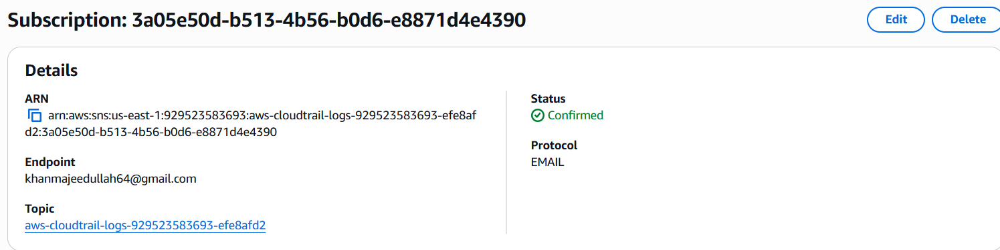 Subscription: 3a05e50d-b513-4b56-b0d6-e8871d4e4390
Edit
Delete
Details
ARN
arn:aws:sns:us-east-1:929523583693:aws-cloudtrail-logs-929523583693-efe8af
d2:3a05e50d-b513-4b56-b0d6-e8871d4e4390
Endpoint
khanmajeedullah64@gmail.com
Topic
aws-cloudtrail-logs-929523583693-efe8afd2
Status
Confirmed
Protocol
EMAIL